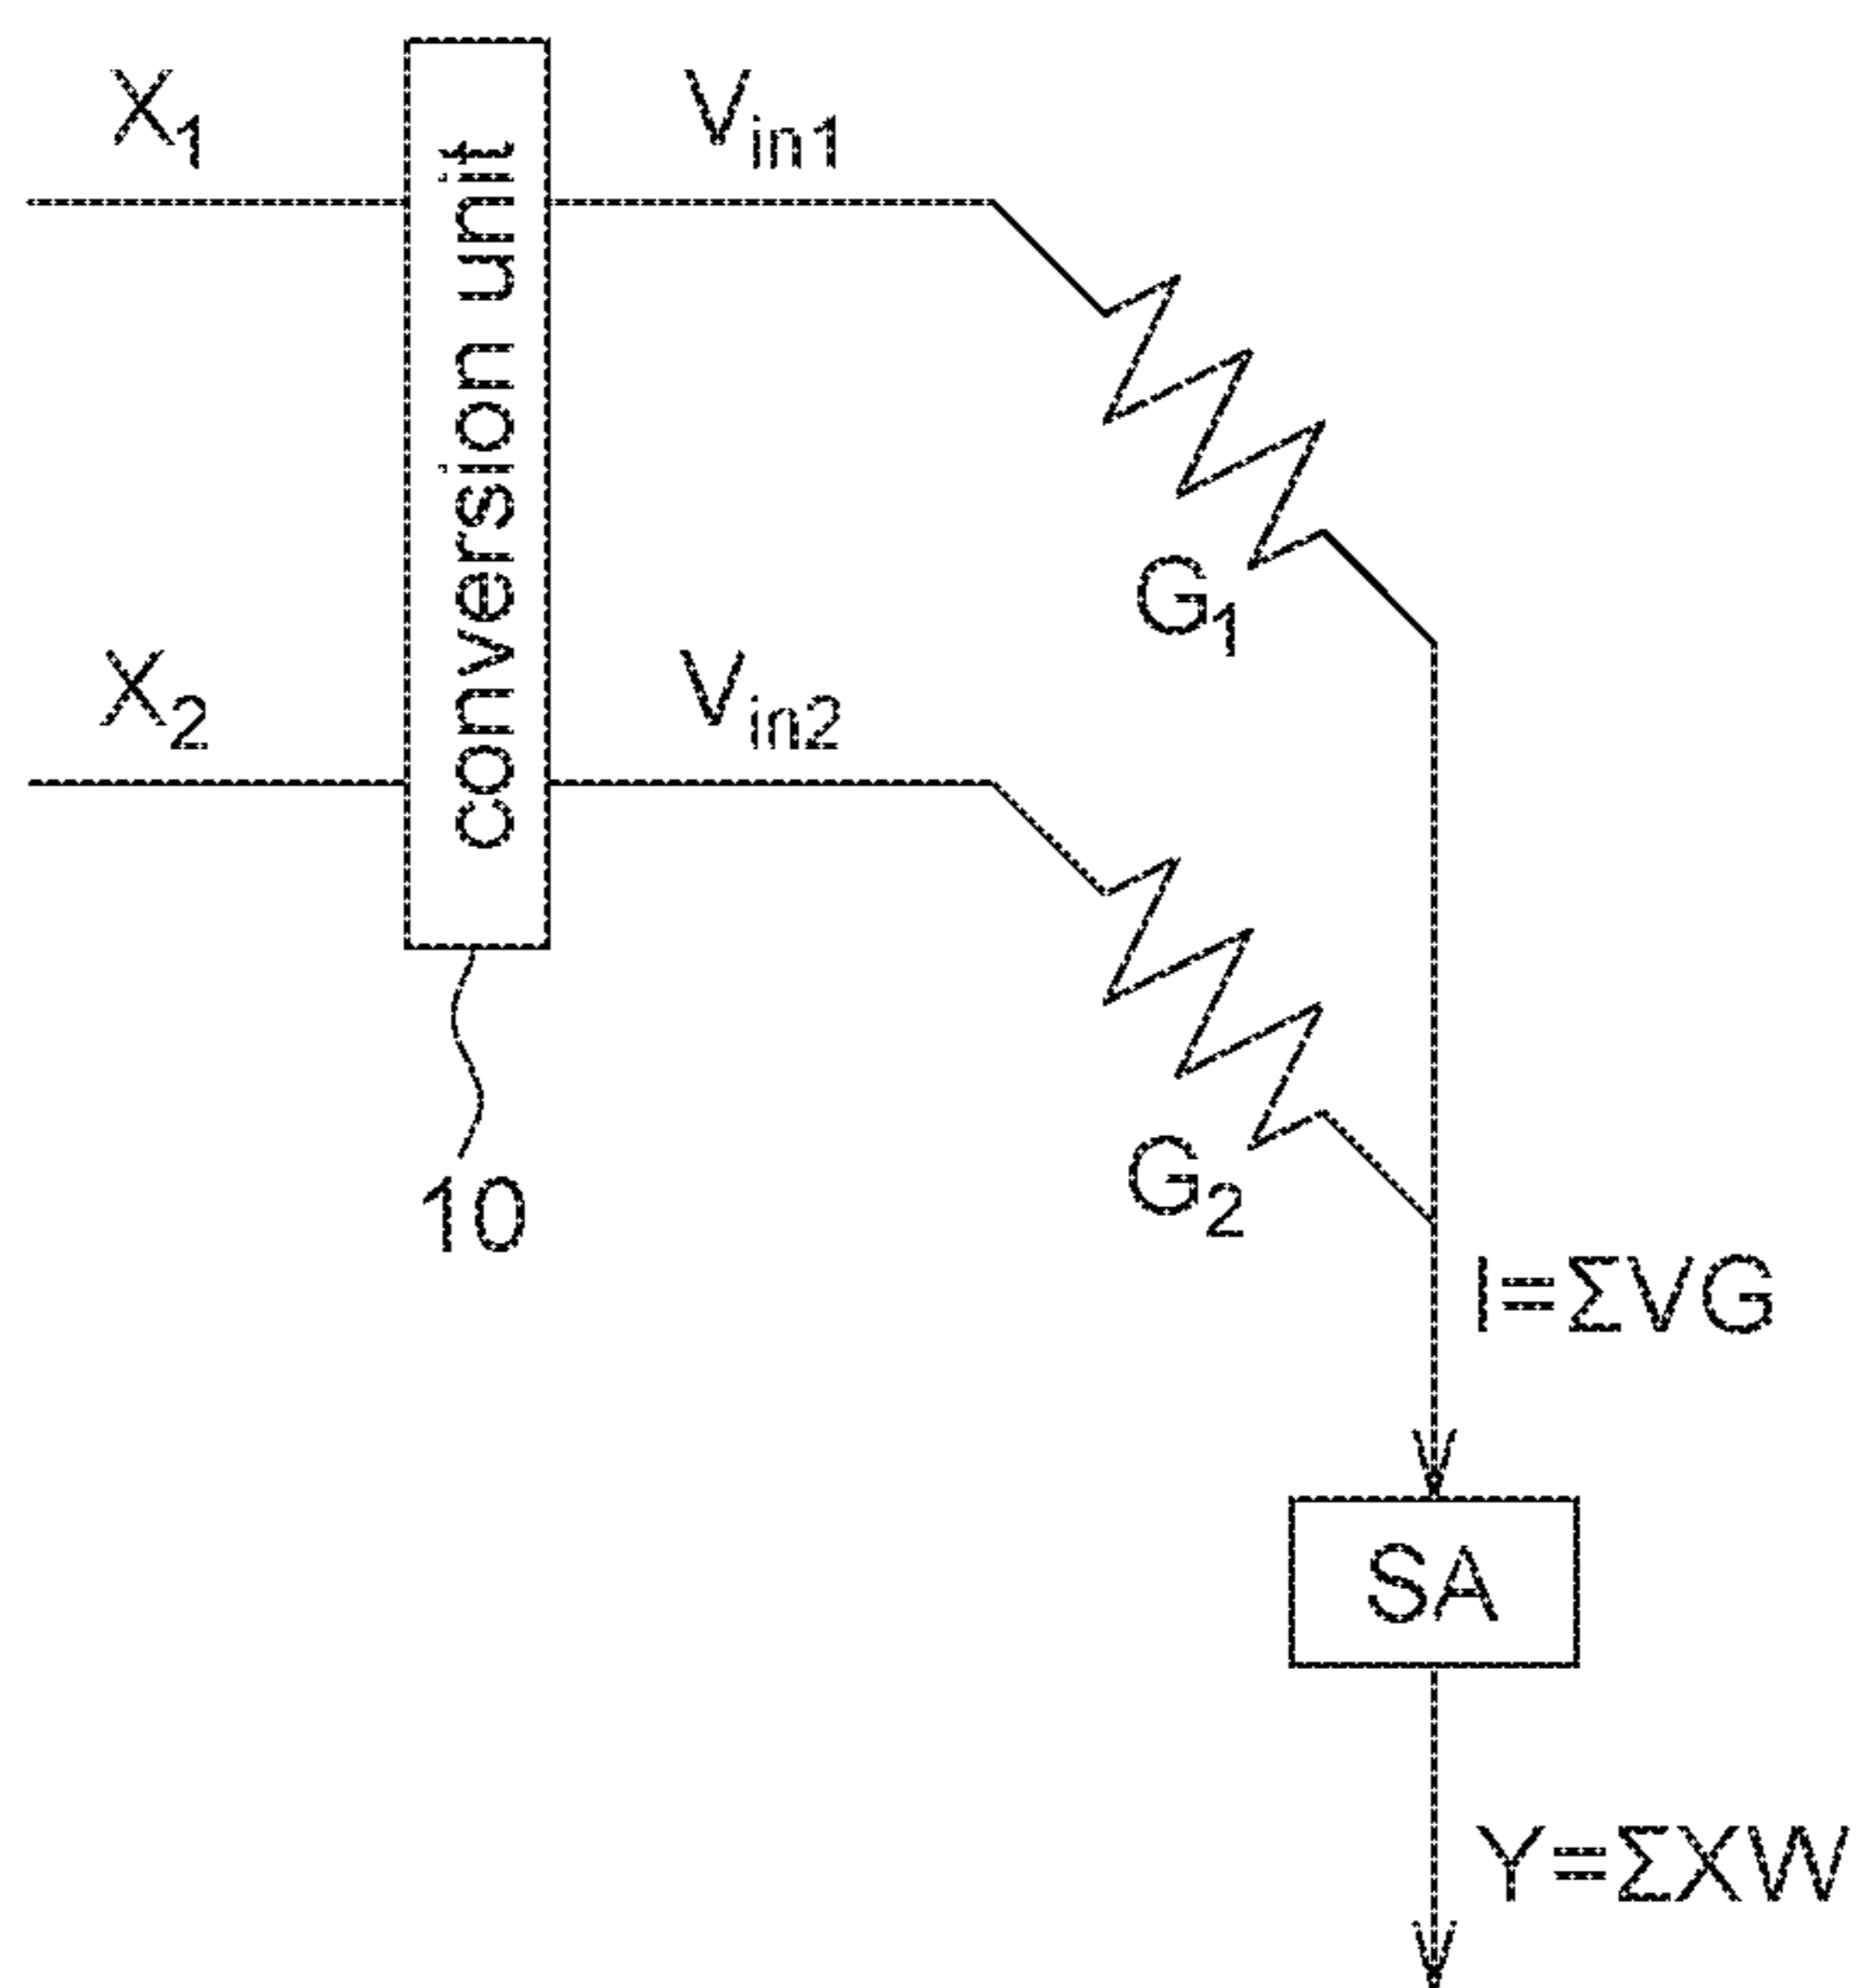 X1
Vin1
conversion unit
G1
X2
Vin2
G2
10
I=ΣVG
SA
Y=ΣXW